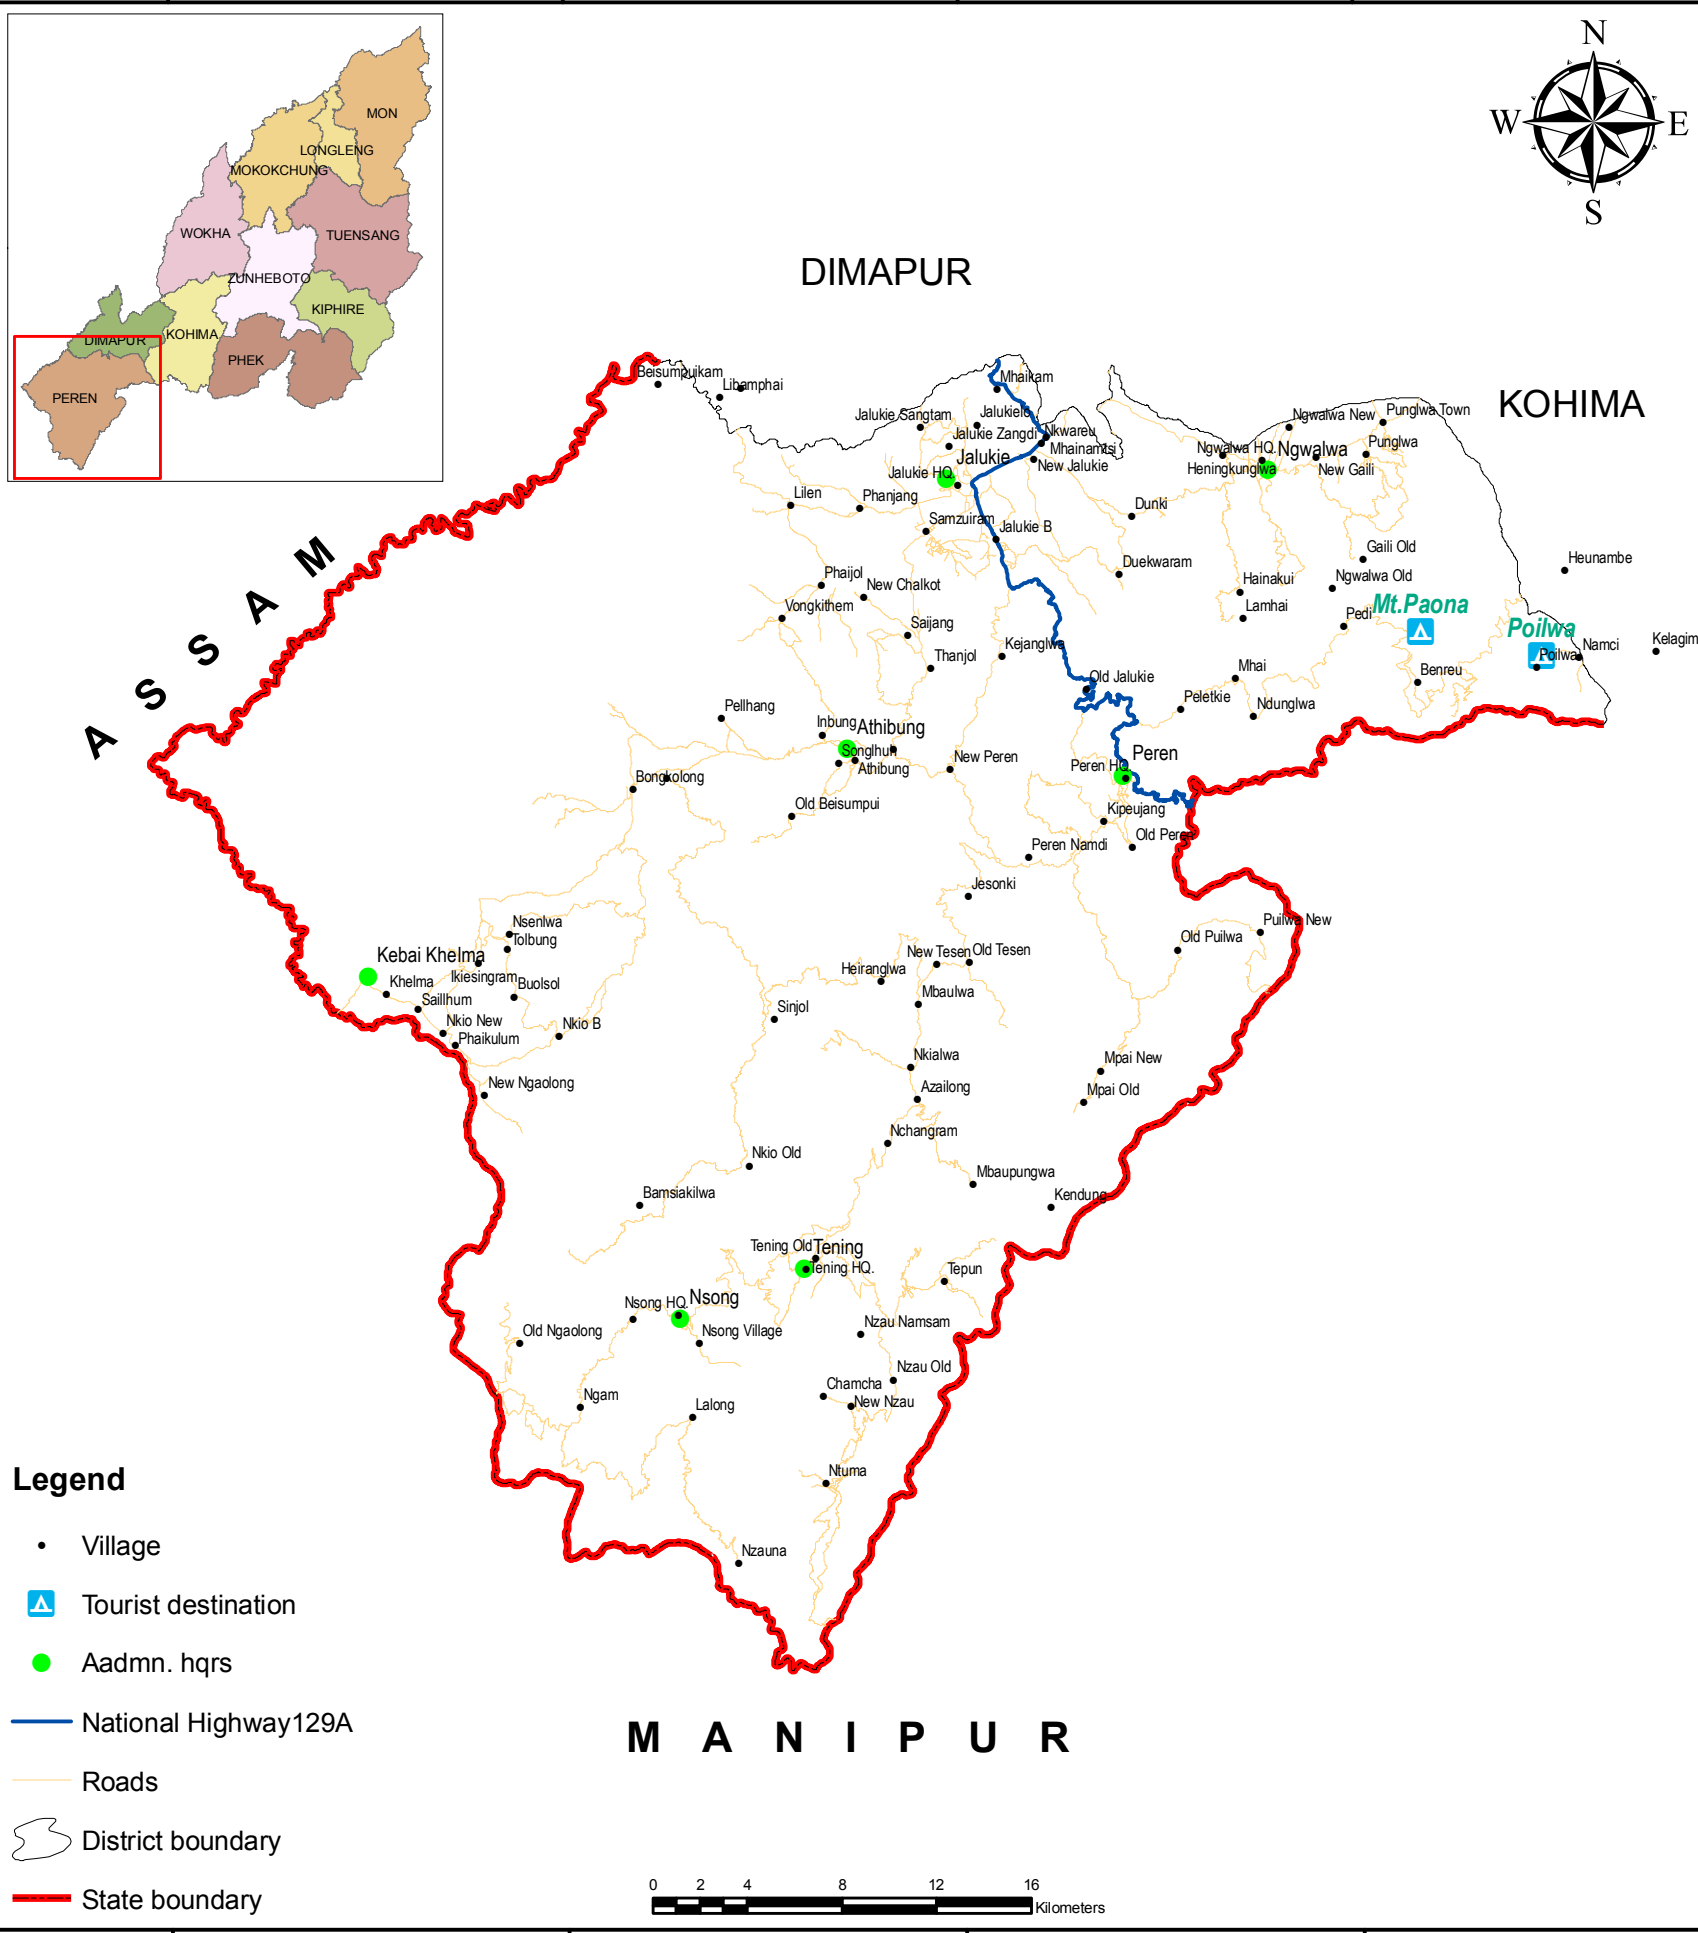 MON
LONGLENG
MOKOKCHUNG
WOKHA
TUENSANG
ZUNHEBOTO
KIPHIRE
KOHIMA
DIMAPUR
PHEK
PEREN
N
W
E
S
DIMAPUR
KOHIMA
ASSAM
Beisumpuikam
Libamphai
Mhaikam
Jalukie Sangtam
Jalukielo
Jalukie Zangdi
Nkwareu
Mhainamtsi
Jalukie
New Jalukie
Jalukie HQ.
Ngwalwa New
Punglwa Town
Ngwalwa HQ.
Ngwalwa
Punglwa
Heningkunglwa
New Gaili
Lilen
Phanjang
Samzuiram
Jalukie B
Dunki
Duekwaram
Gaili Old
Heunambe
Phaijol
New Chalkot
Hainakui
Ngwalwa Old
Vongkithem
Lamhai
Mt.Paona
Pedi
Saijang
Poilwa
Kejanglwa
Thanjol
Poilwa
Namci
Kelagim
Mhai
Benreu
Old Jalukie
Peletkie
Ndunglwa
Pellhang
Inbung
Athibung
Songlhuh
Athibung
New Peren
Peren
Peren HQ.
Bongkolong
Old Beisumpui
Kipeujang
Old Peren
Peren Namdi
Jesonki
Nsenlwa
Tolbung
Puilwa New
Old Puilwa
Kebai Khelma
Ikiesingram
New Tesen
Old Tesen
Heiranglwa
Khelma
Buolsol
Mbaulwa
Saillhum
Sinjol
Nkio New
Nkio B
Phaikulum
Nkialwa
Mpai New
New Ngaolong
Azailong
Mpai Old
Nchangram
Nkio Old
Mbaupungwa
Bamsiakilwa
Kendung
Tening Old
Tening
Tening HQ.
Tepun
Nsong HQ.
Nsong
Old Ngaolong
Nsong Village
Nzau Namsam
Nzau Old
Chamcha
Ngam
New Nzau
Lalong
Ntuma
Nzauna
MANIPUR
Legend
Village
Tourist destination
Aadmn. hqrs
National Highway129A
Roads
District boundary
State boundary
0 2 4 8 12 16
Kilometers